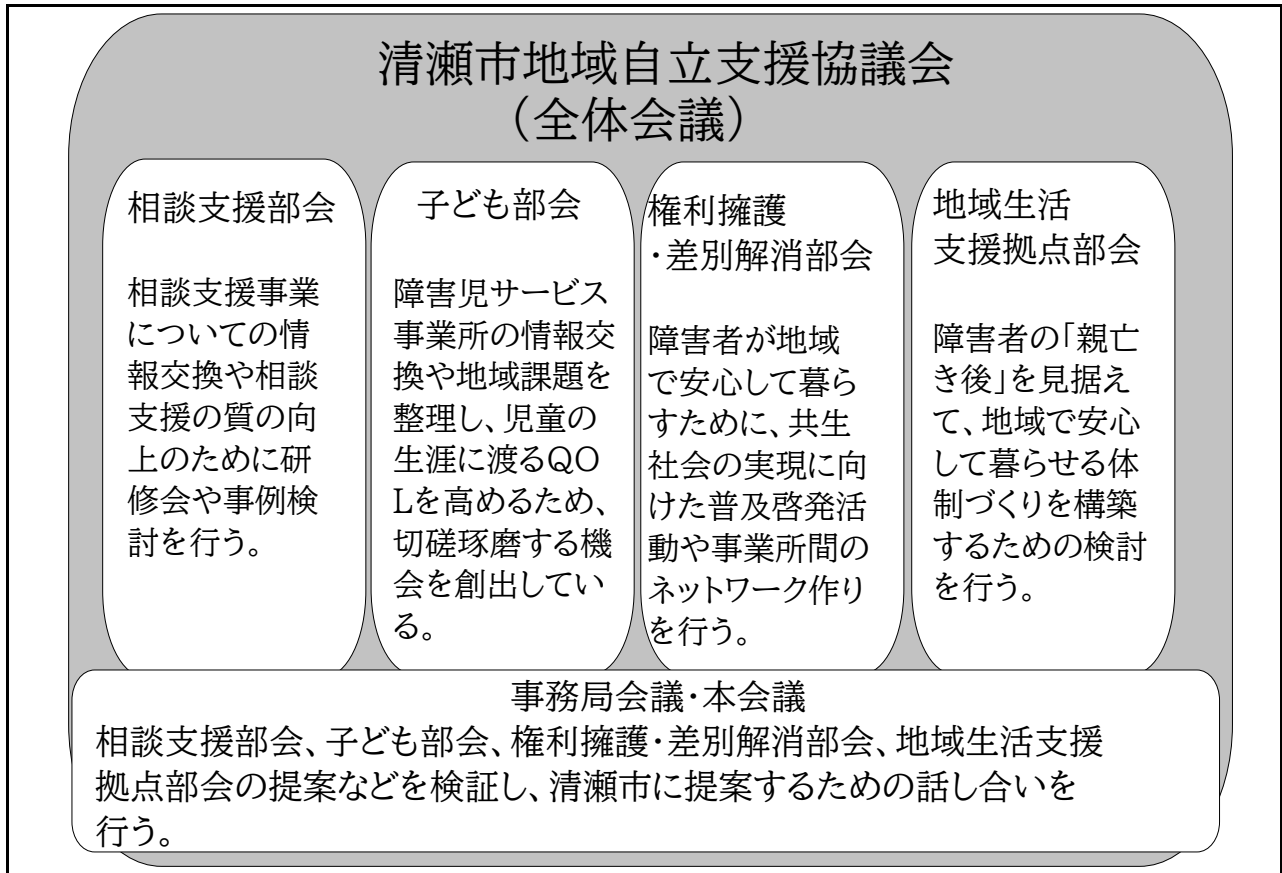 清瀬市地域自立支援協議会
（全体会議）
相談支援部会
相談支援事業
についての情
報交換や相談
支援の質の向
上のために研
修会や事例検
討を行う。
子ども部会
障害児サービス
事業所の情報交
換や地域課題を
整理し、児童の
生涯に渡るQO
Lを高めるため、
切磋琢磨する機
会を創出してい
る。
権利擁護
・差別解消部会
障害者が地域
で安心して暮ら
すために、共生
社会の実現に向
けた普及啓発活
動や事業所間の
ネットワーク作り
を行う。
地域生活
支援拠点部会
障害者の「親亡
き後」を見据え
て、地域で安心
して暮らせる体
制づくりを構築
するための検討
を行う。
事務局会議・本会議
相談支援部会、子ども部会、権利擁護・差別解消部会、地域生活支援
拠点部会の提案などを検証し、清瀬市に提案するための話し合いを
行う。